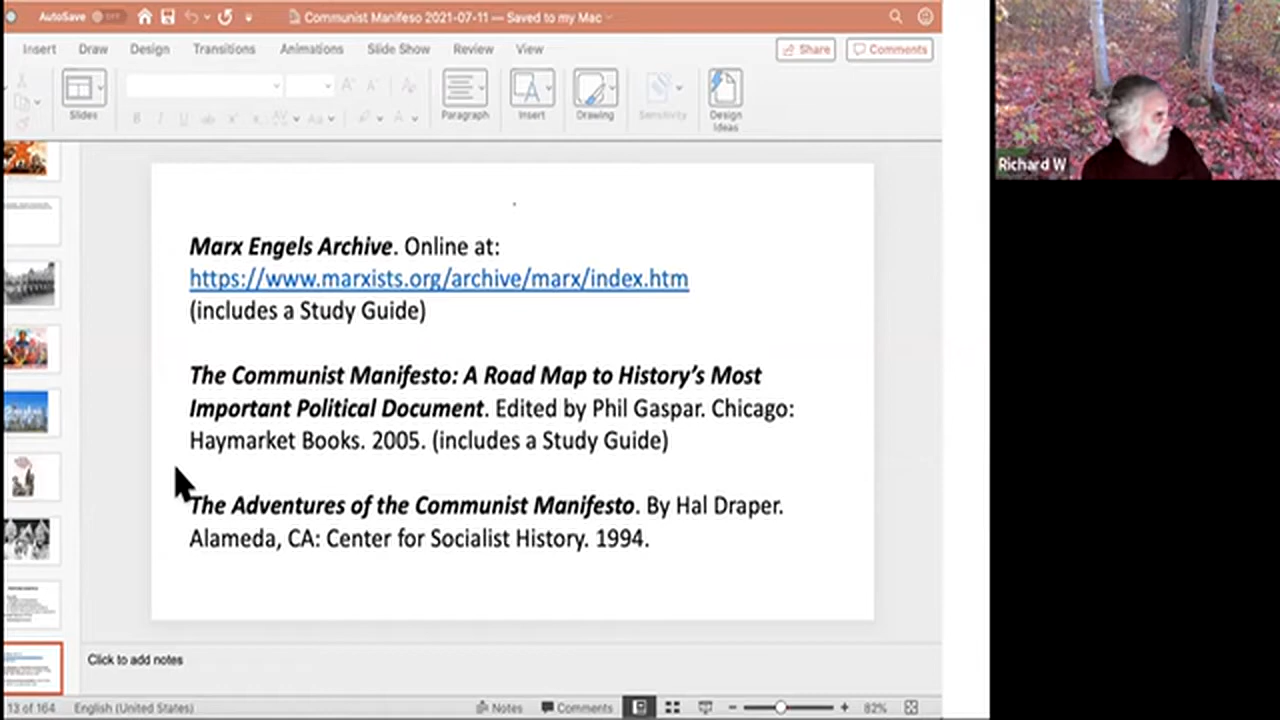 AutoSave OFF
Communist Manifeso 2021-07-11 — Saved to my Mac
Insert Draw Design Transitions Animations Slide Show Review View Share Comments
Slides Paragraph Insert Drawing Sensitivity Design Ideas
Marx Engels Archive. Online at:
https://www.marxists.org/archive/marx/index.htm
(includes a Study Guide)
The Communist Manifesto: A Road Map to History's Most
Important Political Document. Edited by Phil Gaspar. Chicago:
Haymarket Books. 2005. (includes a Study Guide)
The Adventures of the Communist Manifesto. By Hal Draper.
Alameda, CA: Center for Socialist History. 1994.
Click to add notes
13 of 164 English (United States) Notes Comments 82%
Richard W